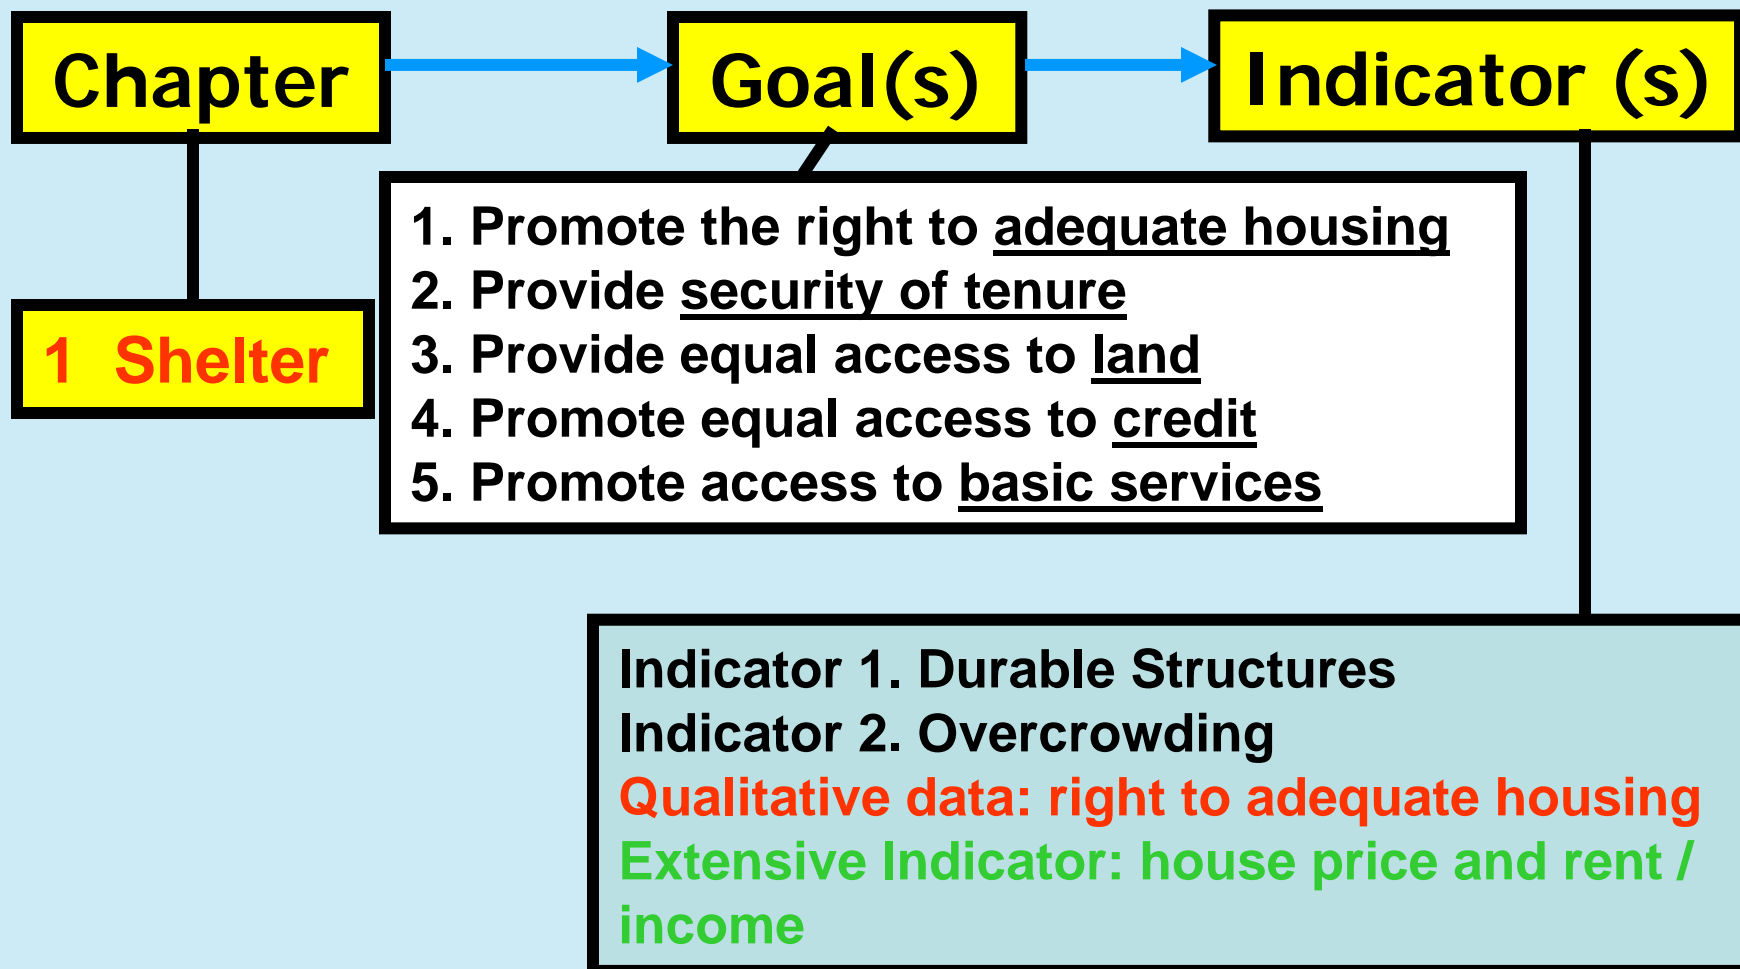 Chapter
Goal(s)
Indicator (s)
1 Shelter
1. Promote the right to adequate housing
2. Provide security of tenure
3. Provide equal access to land
4. Promote equal access to credit
5. Promote access to basic services
Indicator 1. Durable Structures
Indicator 2. Overcrowding
Qualitative data: right to adequate housing
Extensive Indicator: house price and rent /
income